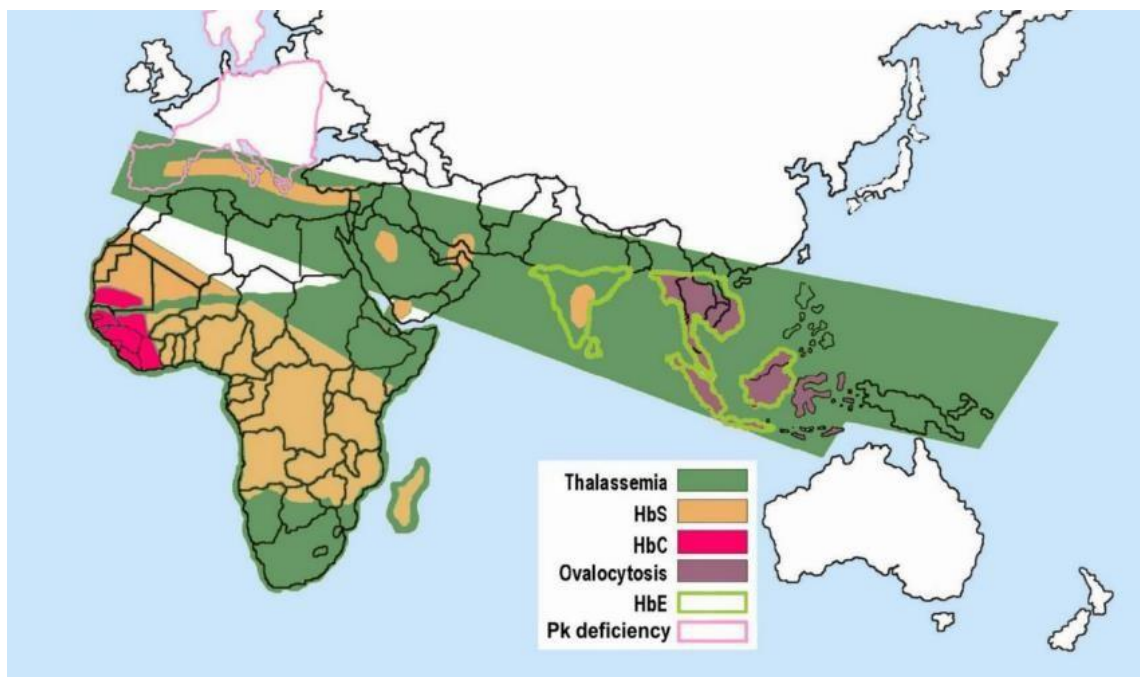 Thalassemia
HbS
HbC
Ovalocytosis
HbE
Pk deficiency